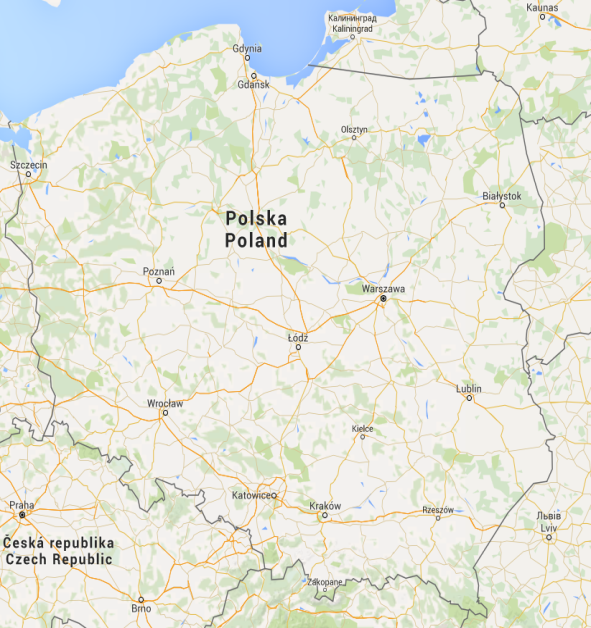 Калининград
Kaliningrad
Kaunas
Gdynia
Gdańsk
Olsztyn
Szczecin
Białystok
Polska
Poland
Poznań
Warszawa
Łódź
Lublin
Wrocław
Kielce
Katowice
Kraków
Rzeszów
Praha
Львів
Lviv
Česká republika
Czech Republic
Zakopane
Brno